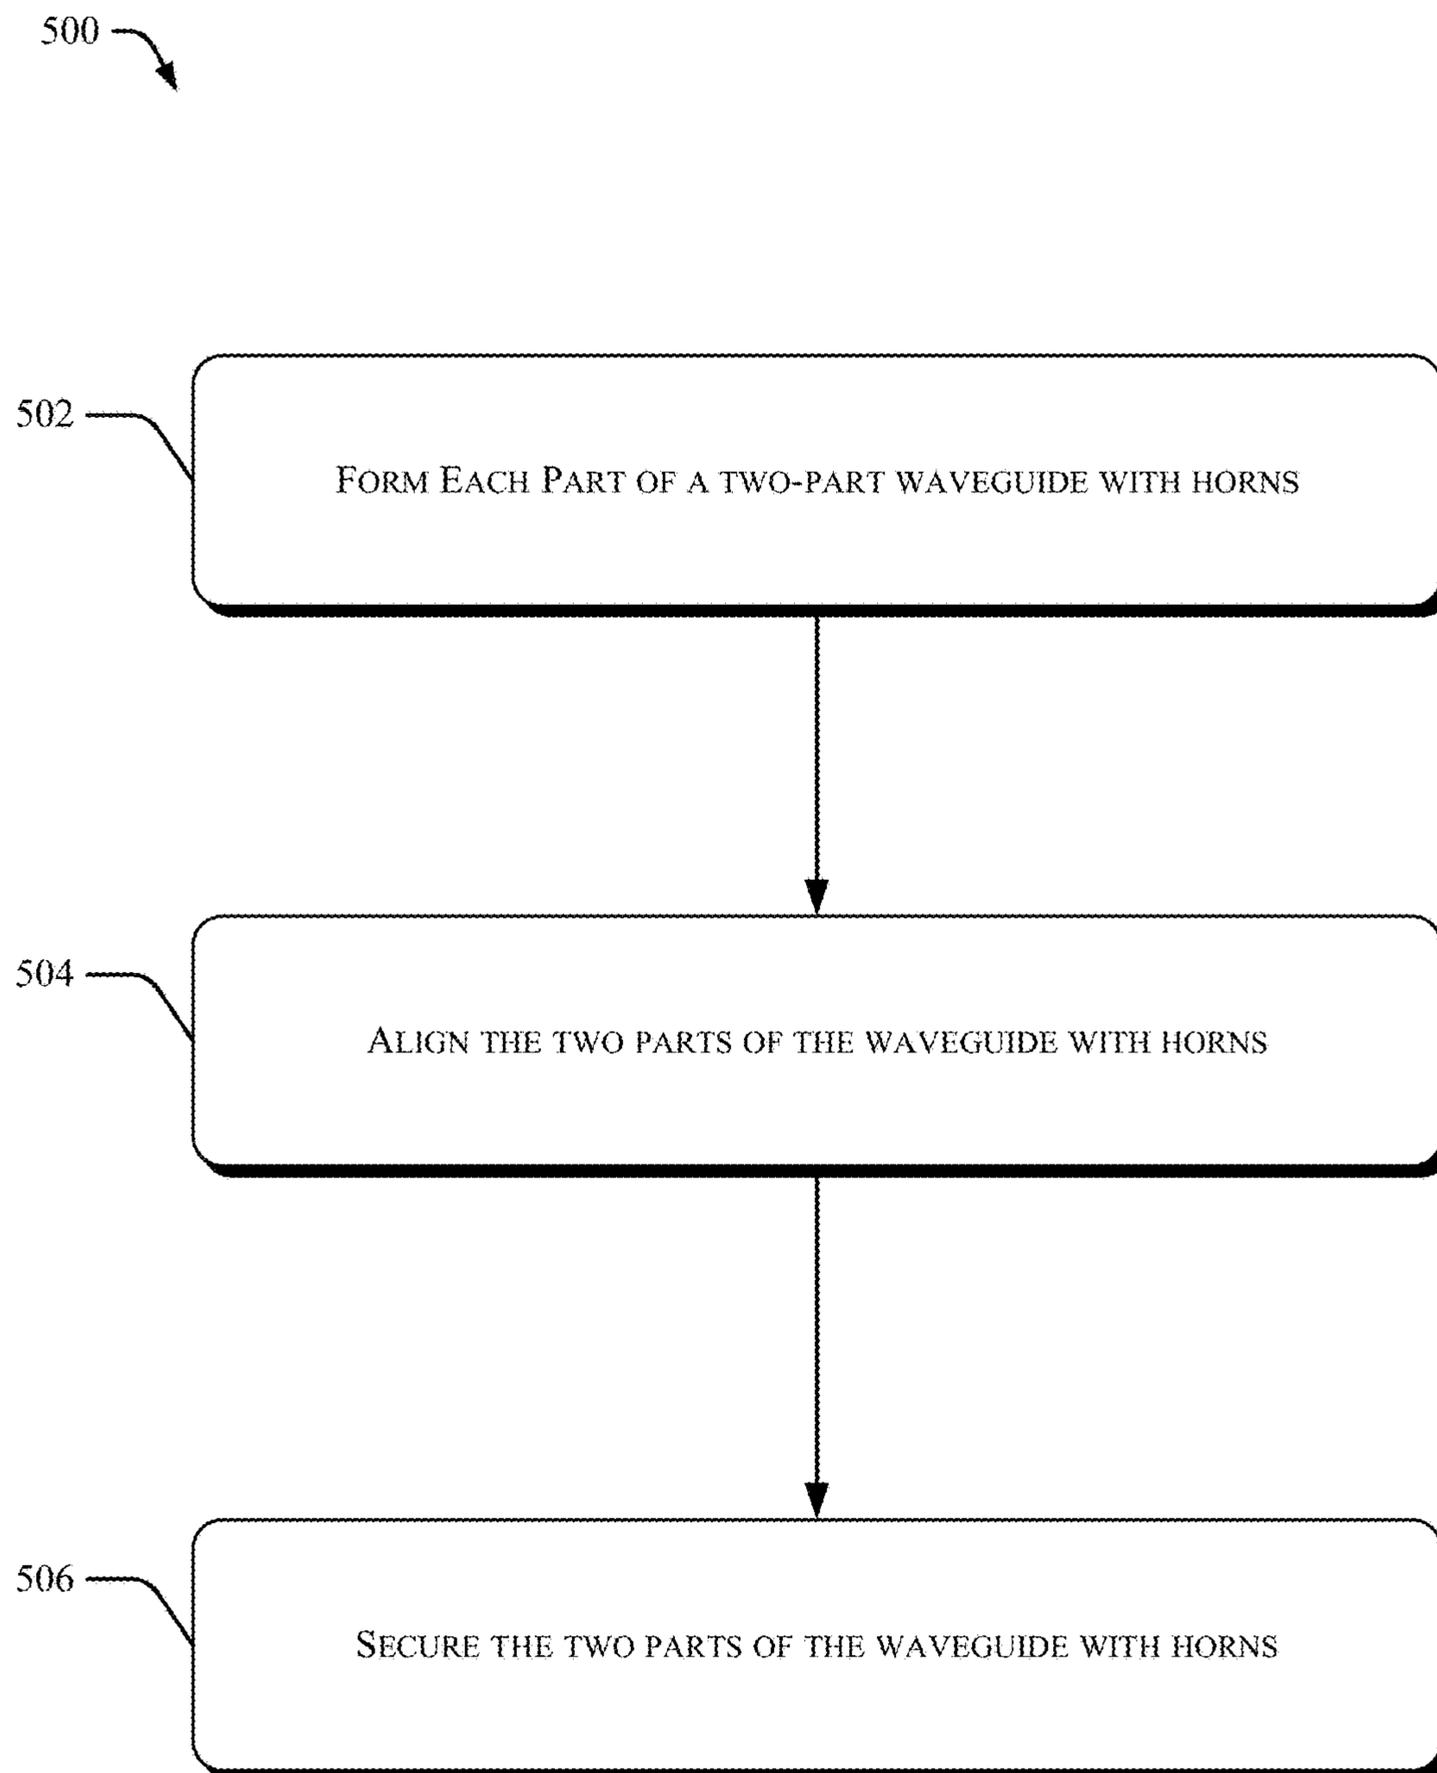 500
502
FORM EACH PART OF A TWO-PART WAVEGUIDE WITH HORNS
504
ALIGN THE TWO PARTS OF THE WAVEGUIDE WITH HORNS
506
SECURE THE TWO PARTS OF THE WAVEGUIDE WITH HORNS